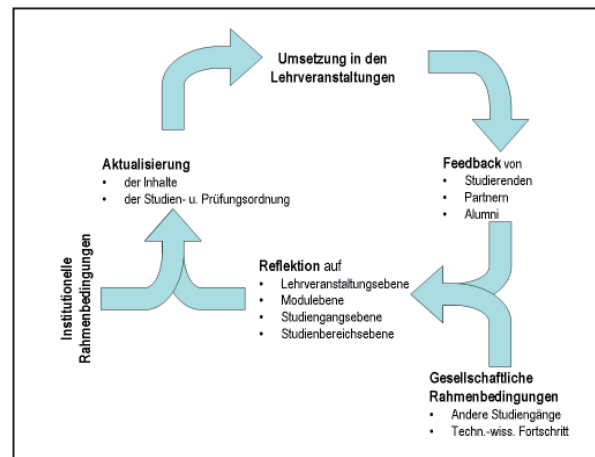 Umsetzung in den
Lehrveranstaltungen
Feedback von
• Studierenden
• Partnern
• Alumni
Aktualisierung
• der Inhalte
• der Studien- u. Prüfungsordnung
Reflektion auf
• Lehrveranstaltungsebene
• Modulebene
• Studiengangsebene
• Studienbereichsebene
Institutionelle
Rahmenbedingungen
Gesellschaftliche
Rahmenbedingungen
• Andere Studiengänge
• Techn.-wiss. Fortschritt